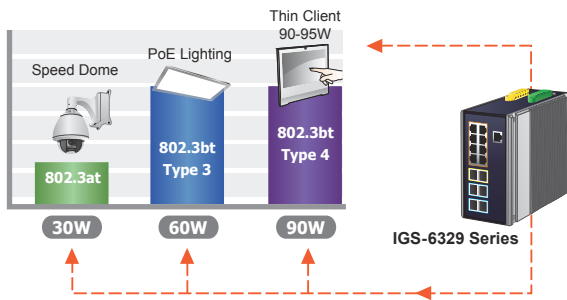 Thin Client
90-95W
PoE Lighting
Speed Dome
802.3at
802.3bt
Type 3
802.3bt
Type 4
30W
60W
90W
IGS-6329 Series